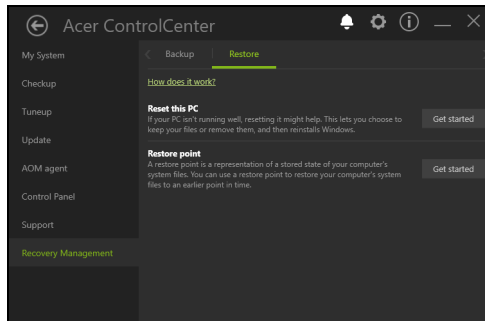 Acer ControlCenter
My System
Backup
Restore
Checkup
How does it work?
Tuneup
Reset this PC
If your PC isn't running well, resetting it might help. This lets you choose to
keep your files or remove them, and then reinstalls Windows.
Get started
Update
Restore point
A restore point is a representation of a stored state of your computer's
system files. You can use a restore point to restore your computer's system
files to an earlier point in time.
Get started
AOM agent
Control Panel
Support
Recovery Management